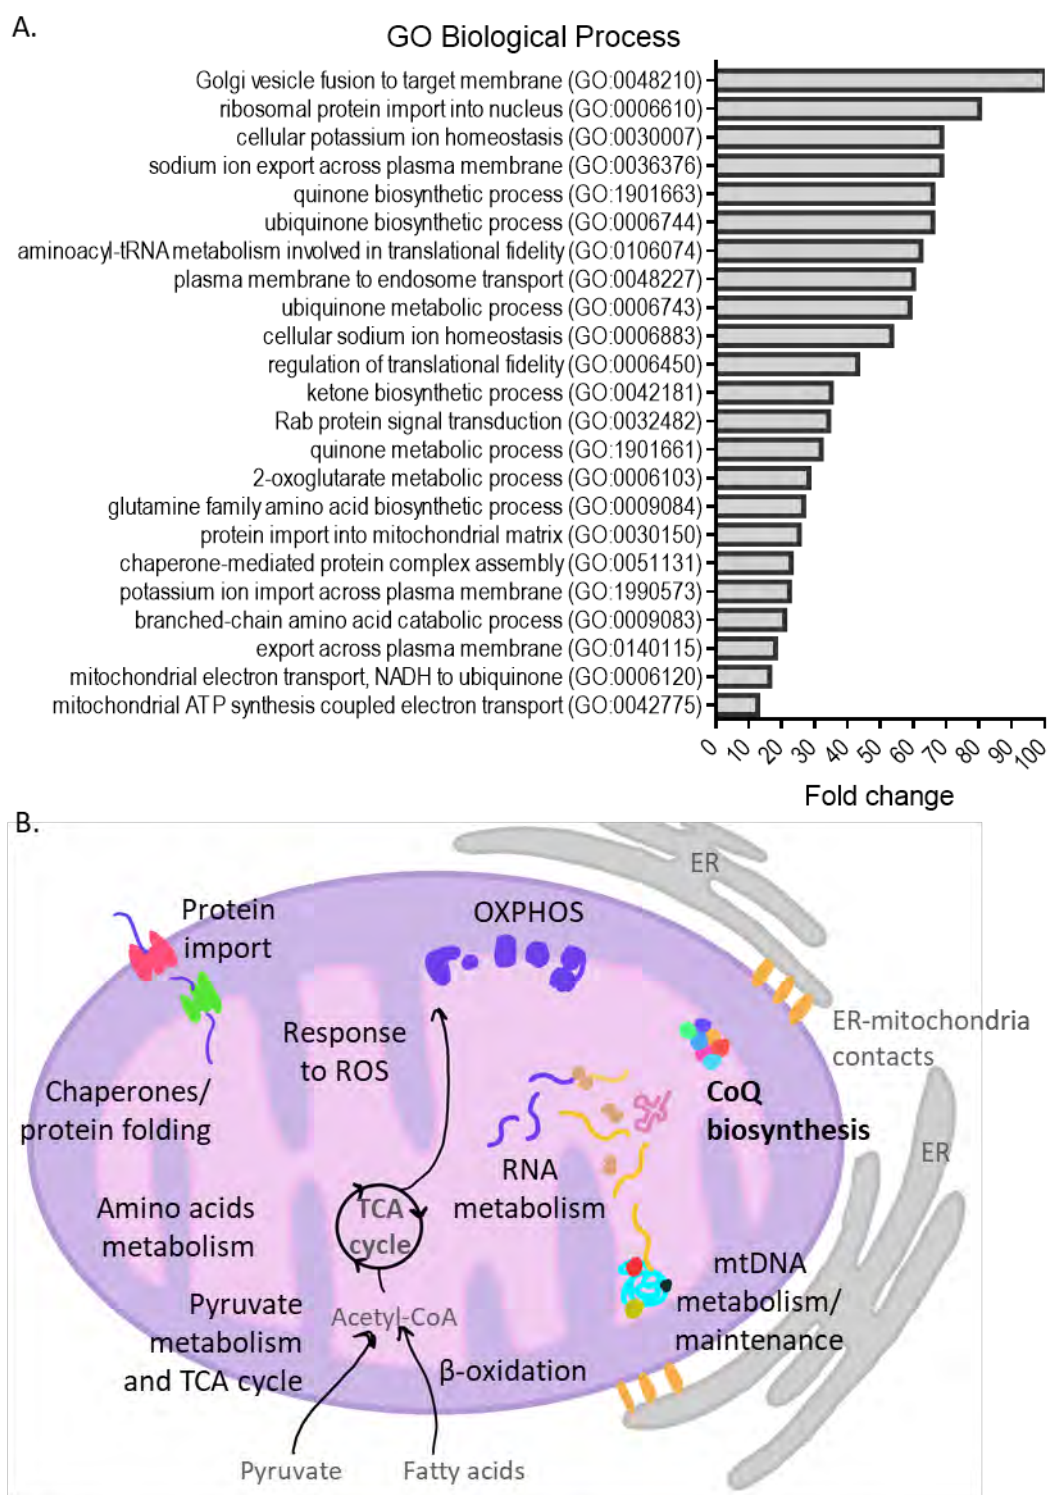 A.
GO Biological Process
Golgi vesicle fusion to target membrane (GO:0048210)
ribosomal protein import into nucleus (GO:0006610)
cellular potassium ion homeostasis (GO:0030007)
sodium ion export across plasma membrane (GO:0036376)
quinone biosynthetic process (GO:1901663)
ubiquinone biosynthetic process (GO:0006744)
aminoacyl-tRNA metabolism involved in translational fidelity (GO:0106074)
plasma membrane to endosome transport (GO:0048227)
ubiquinone metabolic process (GO:0006743)
cellular sodium ion homeostasis (GO:0006883)
regulation of translational fidelity (GO:0006450)
ketone biosynthetic process (GO:0042181)
Rab protein signal transduction (GO:0032482)
quinone metabolic process (GO:1901661)
2-oxoglutarate metabolic process (GO:0006103)
glutamine family amino acid biosynthetic process (GO:0009084)
protein import into mitochondrial matrix (GO:0030150)
chaperone-mediated protein complex assembly (GO:0051131)
potassium ion import across plasma membrane (GO:1990573)
branched-chain amino acid catabolic process (GO:0009083)
export across plasma membrane (GO:0140115)
mitochondrial electron transport, NADH to ubiquinone (GO:0006120)
mitochondrial ATP synthesis coupled electron transport (GO:0042775)
0 10 20 30 40 50 60 70 80 90 100
Fold change
B.
ER
Protein
import
OXPHOS
ER-mitochondria
contacts
Response
to ROS
Chaperones/
protein folding
CoQ
biosynthesis
ER
RNA
metabolism
Amino acids
metabolism
TCA
cycle
mtDNA
metabolism/
maintenance
Pyruvate
metabolism
and TCA cycle
Acetyl-CoA
β-oxidation
Pyruvate
Fatty acids